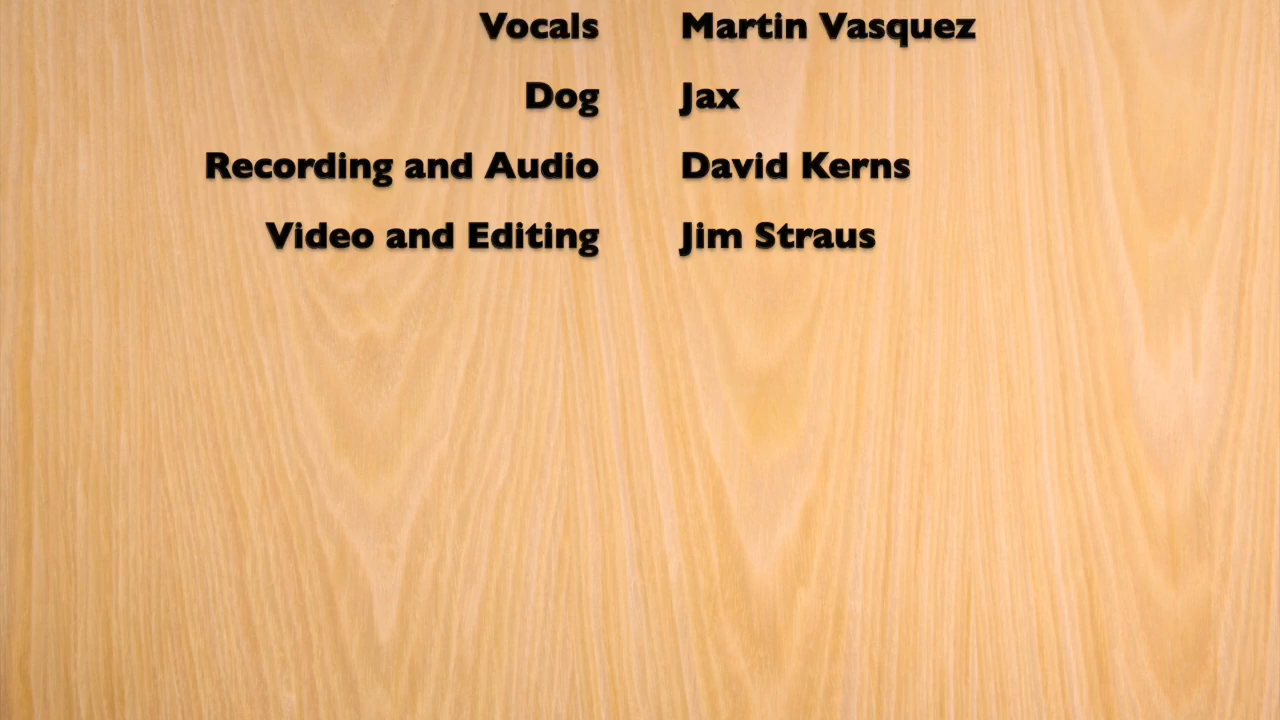 Vocals Martin Vasquez
Dog Jax
Recording and Audio David Kerns
Video and Editing Jim Straus